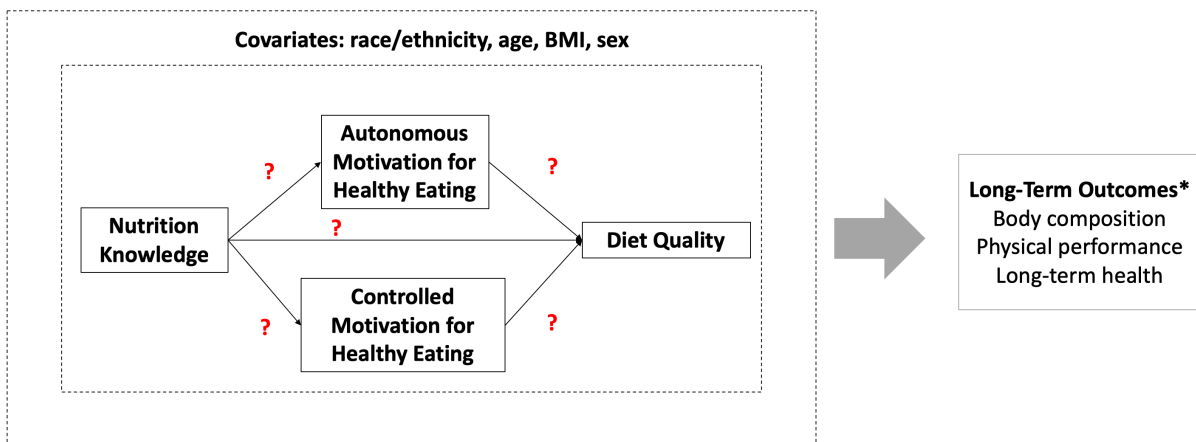 Covariates: race/ethnicity, age, BMI, sex
Autonomous
Motivation for
Healthy Eating
?
?
Nutrition
Knowledge
?
Diet Quality
Controlled
Motivation for
Healthy Eating
?
?
Long-Term Outcomes*
Body composition
Physical performance
Long-term health